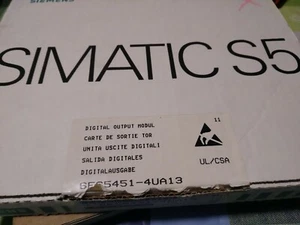 SIEMENS
SIMATIC S5
DIGITAL OUTPUT MODUL
CARTE DE SORTIE TOR
UNITA USCITE DIGITALI
SALIDA DIGITALES
DIGITALAUSGABE
6ES5451-4UA13
11
UL/CSA